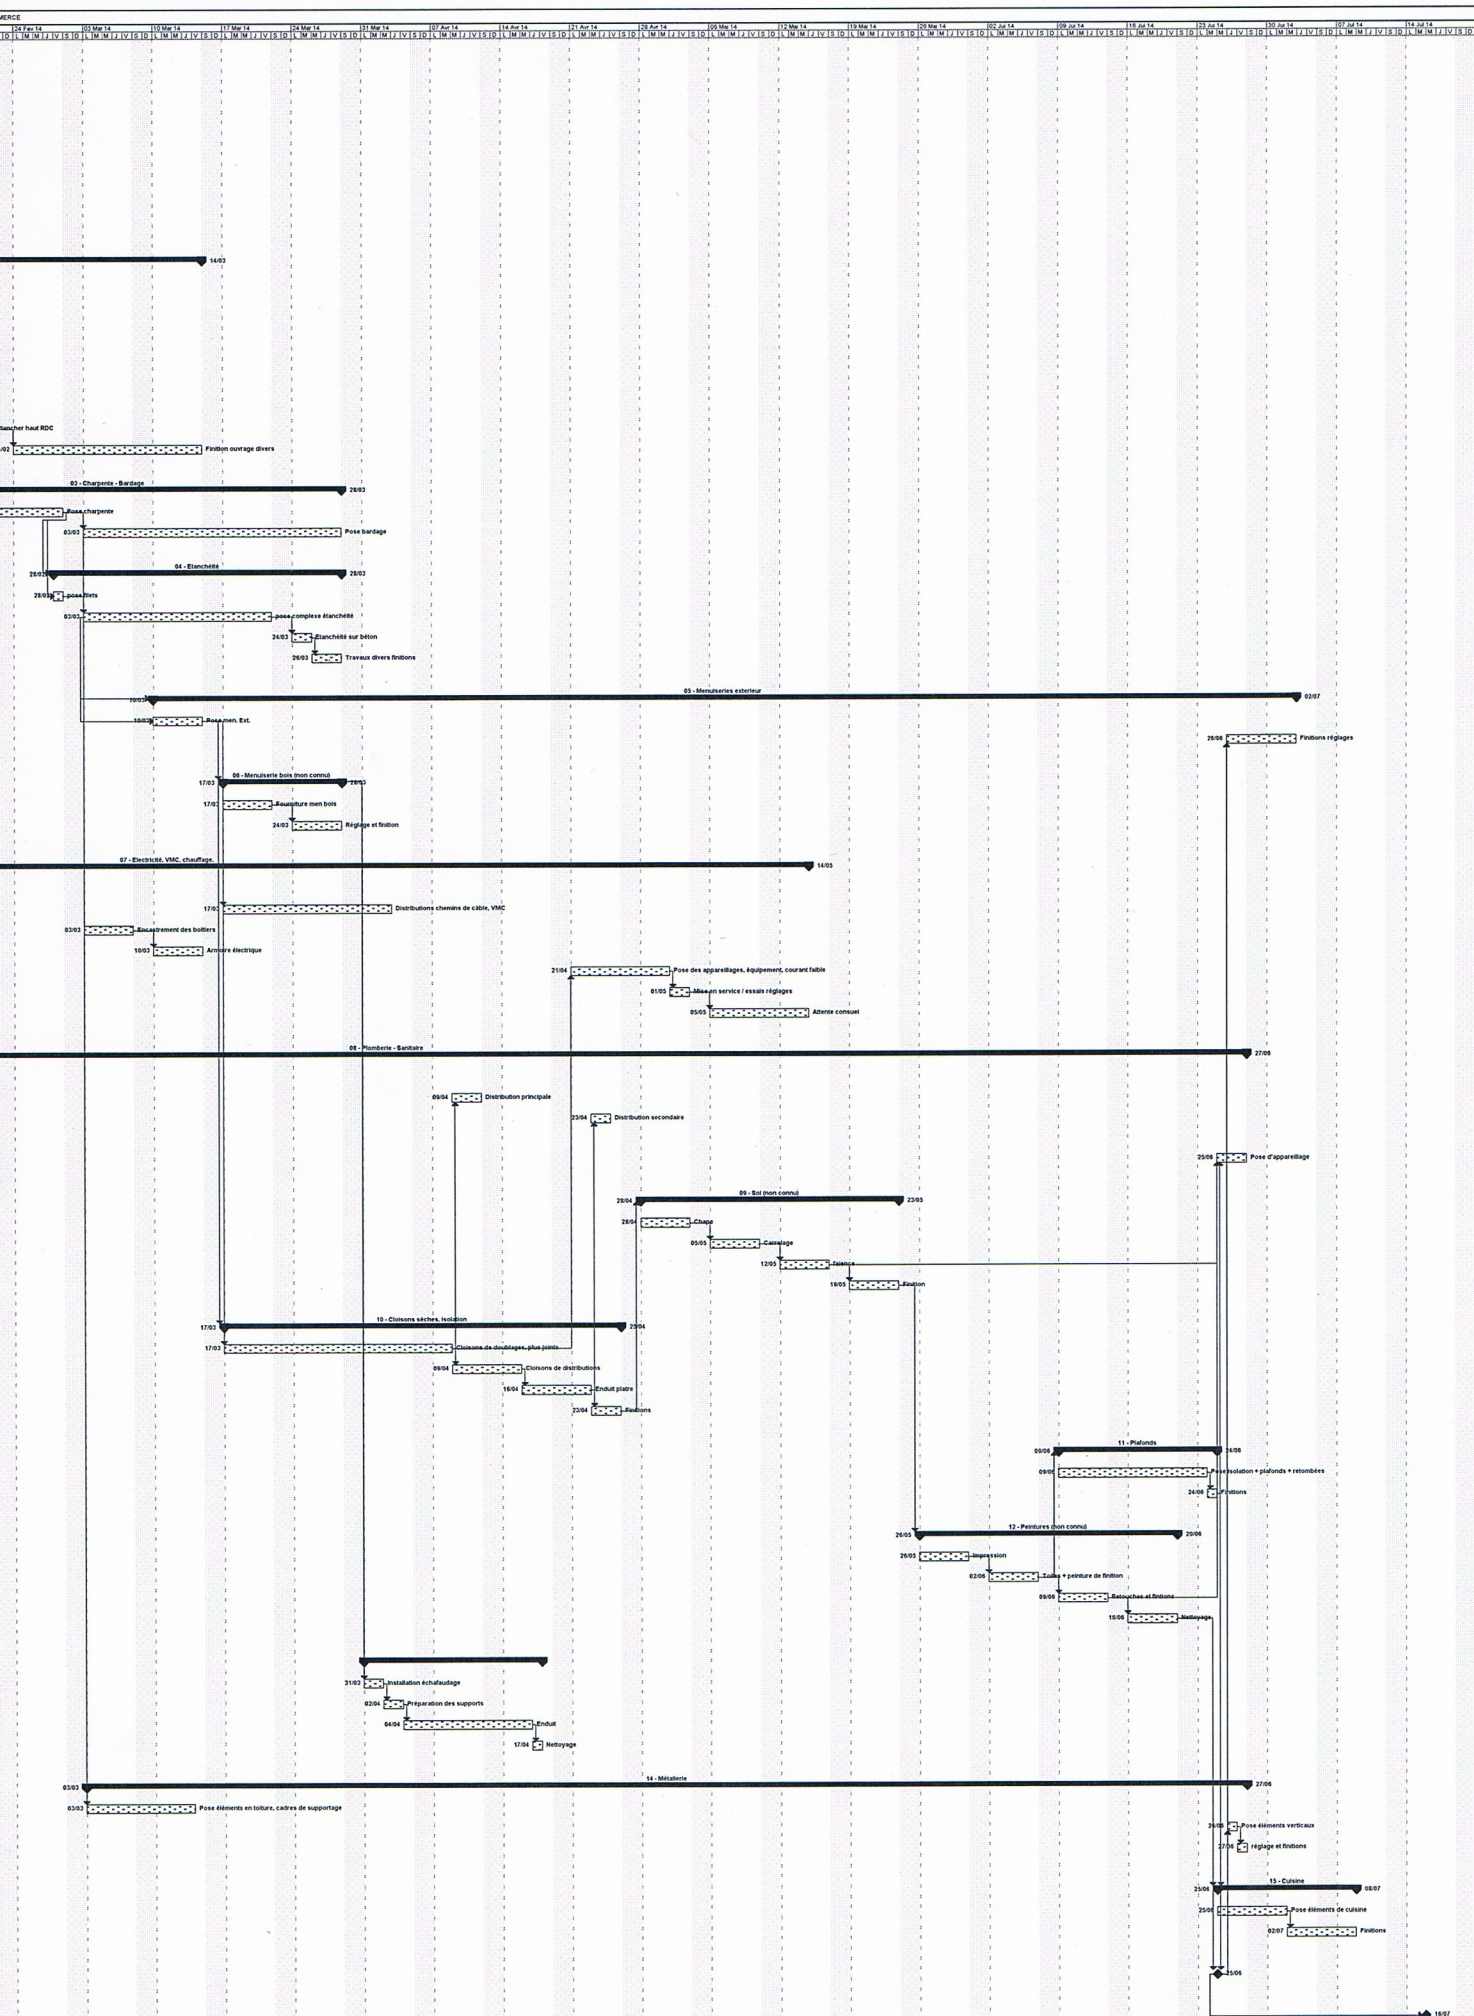 MERCE
24 Fév 14 03 Mar 14 10 Mar 14 17 Mar 14 24 Mar 14 31 Mar 14 07 Avr 14 14 Avr 14 21 Avr 14 28 Avr 14 05 Mai 14 12 Mai 14 19 Mai 14 26 Mai 14 02 Jui 14 09 Jui 14 16 Jui 14 23 Jui 14 30 Jui 14 07 Jul 14 14 Jul 14
D L M M J V S D L M M J V S D L M M J V S D L M M J V S D L M M J V S D L M M J V S D L M M J V S D L M M J V S D L M M J V S D L M M J V S D L M M J V S D L M M J V S D L M M J V S D L M M J V S D L M M J V S D L M M J V S D L M M J V S D L M M J V S D L M M J V S D L M M J V S D L M M J V S D
14/03
lancher haut RDC
/02 Finition ouvrage divers
03 - Charpente - Bardage
28/03
Pose charpente
03/03 Pose bardage
04 - Etanchéité
28/02 28/03
28/02 pose filets
03/03 pose complexe étanchéité
24/03 Etanchéité sur béton
26/03 Travaux divers finitions
05 - Menuiseries exterieur
10/03 02/07
10/03 Pose men. Ext.
26/06 Finitions réglages
06 - Menuiserie bois (non connu)
17/03 28/03
17/03 Fourniture men bois
24/03 Réglage et finition
07 - Electricité, VMC, chauffage.
14/05
17/03 Distributions chemins de câble, VMC
03/03 Encastrement des boitiers
10/03 Armoire électrique
21/04 Pose des appareillages, équipement, courant faible
01/05 Mise en service / essais réglages
05/05 Attente consuel
08 - Plomberie - Sanitaire
27/06
09/04 Distribution principale
23/04 Distribution secondaire
25/06 Pose d'appareillage
09 - Sol (non connu)
28/04 23/05
28/04 Chape
05/05 Carrelage
12/05 faience
19/05 Finition
10 - Cloisons sèches, isolation
17/03 25/04
17/03 Cloisons de doublages, plus joints
09/04 Cloisons de distributions
16/04 Enduit platre
23/04 Finitions
11 - Plafonds
09/06 24/06
09/06 Pose isolation + plafonds + retombées
24/06 Finitions
12 - Peintures (non connu)
26/05 20/06
26/05 Impression
02/06 Toiles + peinture de finition
09/06 Retouches et fintions
16/06 Nettoyage
31/03 Installation échafaudage
02/04 Préparation des supports
04/04 Enduit
17/04 Nettoyage
14 - Métallerie
03/03 27/06
03/03 Pose éléments en toiture, cadres de supportage
26/06 Pose éléments verticaux
27/06 réglage et finitions
15 - Cuisine
25/06 08/07
25/06 Pose éléments de cuisine
02/07 Finitions
25/06
16/07